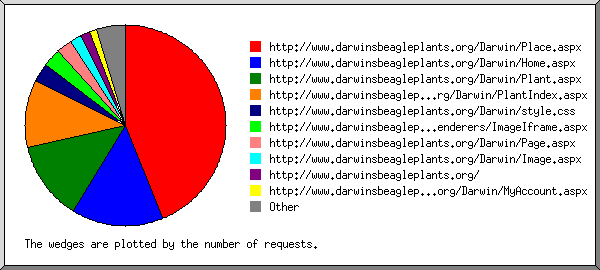 http://www.darwinsbeagleplants.org/Darwin/Place.aspx
http://www.darwinsbeagleplants.org/Darwin/Home.aspx
http://www.darwinsbeagleplants.org/Darwin/Plant.aspx
http://www.darwinsbeaglep...rg/Darwin/PlantIndex.aspx
http://www.darwinsbeagleplants.org/Darwin/style.css
http://www.darwinsbeaglep...enderers/ImageIframe.aspx
http://www.darwinsbeagleplants.org/Darwin/Page.aspx
http://www.darwinsbeagleplants.org/Darwin/Image.aspx
http://www.darwinsbeagleplants.org/
http://www.darwinsbeaglep...org/Darwin/MyAccount.aspx
Other
The wedges are plotted by the number of requests.